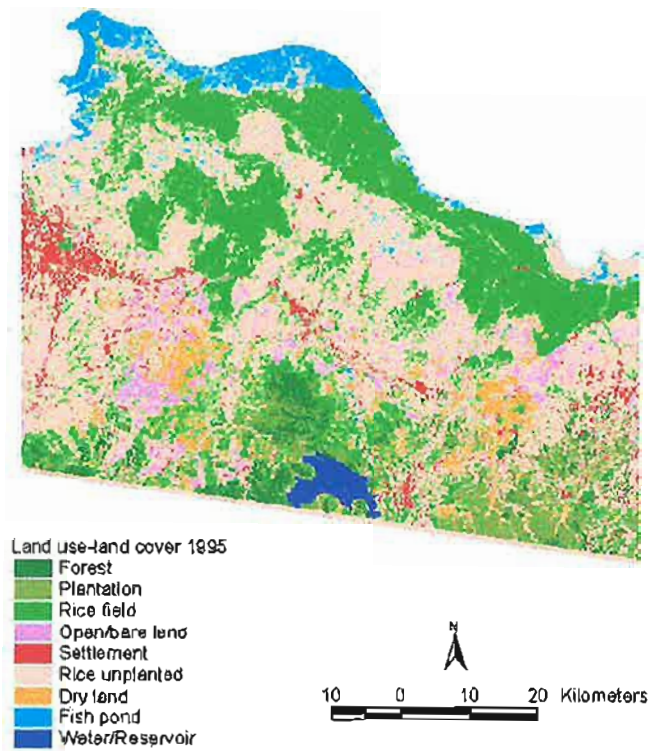 Land use-land cover 1995
Forest
Plantation
Rice field
Open/bare land
Settlement
Rice unplanted
Dry land
Fish pond
Water/Reservoir
N
10 0 10 20 Kilometers